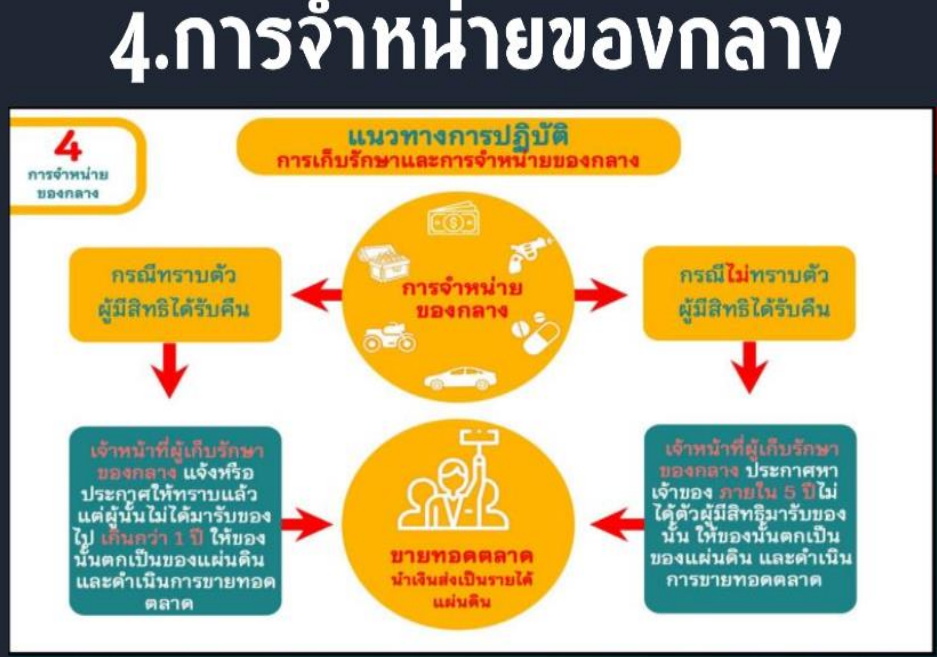 4.การจำหน่ายของกลาง
4
การจำหน่าย
ของกลาง
แนวทางการปฏิบัติ
การเก็บรักษาและการจำหน่ายของกลาง
กรณีทราบตัว
ผู้มีสิทธิได้รับคืน
การจำหน่าย
ของกลาง
กรณีไม่ทราบตัว
ผู้มีสิทธิได้รับคืน
เจ้าหน้าที่ผู้เก็บรักษา
ของกลาง แจ้งหรือ
ประกาศให้ทราบแล้ว
แต่ผู้นั้นไม่ได้มารับของ
ไป เกินกว่า 1 ปี ให้ของ
นั้นตกเป็นของแผ่นดิน
และดำเนินการขายทอด
ตลาด
ขายทอดตลาด
นำเงินส่งเป็นรายได้
แผ่นดิน
เจ้าหน้าที่ผู้เก็บรักษา
ของกลาง ประกาศหา
เจ้าของ ภายใน 5 ปีไม่
ได้ตัวผู้มีสิทธิมารับของ
นั้น ให้ของนั้นตกเป็น
ของแผ่นดิน และดำเนิน
การขายทอดตลาด